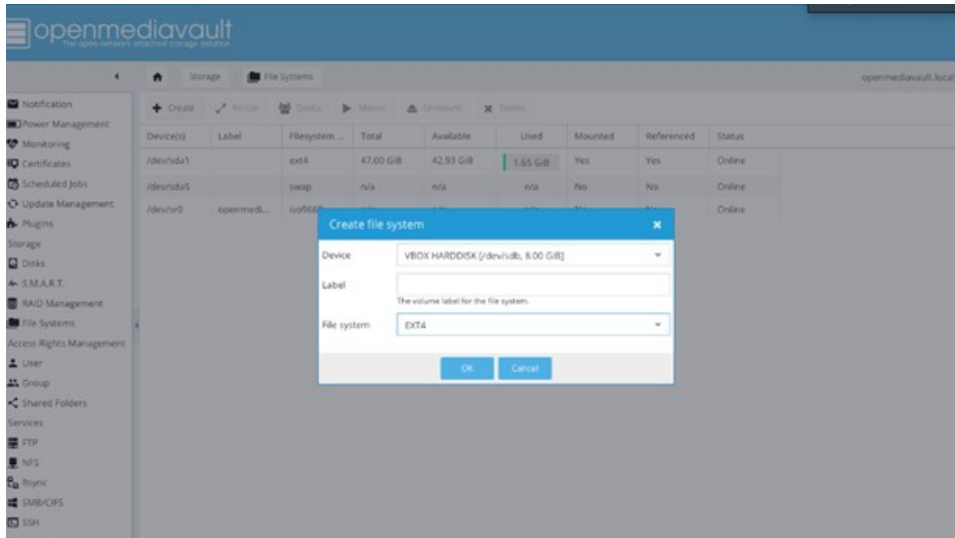 openmediavault
The open network attached storage solution
Storage
File Systems
openmediavault.local
Notification
Power Management
Monitoring
Certificates
Scheduled Jobs
Update Management
Plugins
Storage
Disks
S.M.A.R.T.
RAID Management
File Systems
Access Rights Management
User
Group
Shared Folders
Services
FTP
NFS
Rsync
SMB/CIFS
SSH
Create Resize Quota Mount Unmount Delete
Device(s) Label Filesystem ... Total Available Used Mounted Referenced Status
/dev/sda1 ext4 47.00 GiB 42.93 GiB 1.65 GiB Yes Yes Online
/dev/sda5 swap n/a n/a n/a No No Online
/dev/sr0 openmedi... iso9660 Online
Create file system
Device VBOX HARDDISK [/dev/sdb, 8.00 GiB]
Label
The volume label for the file system.
File system EXT4
OK Cancel